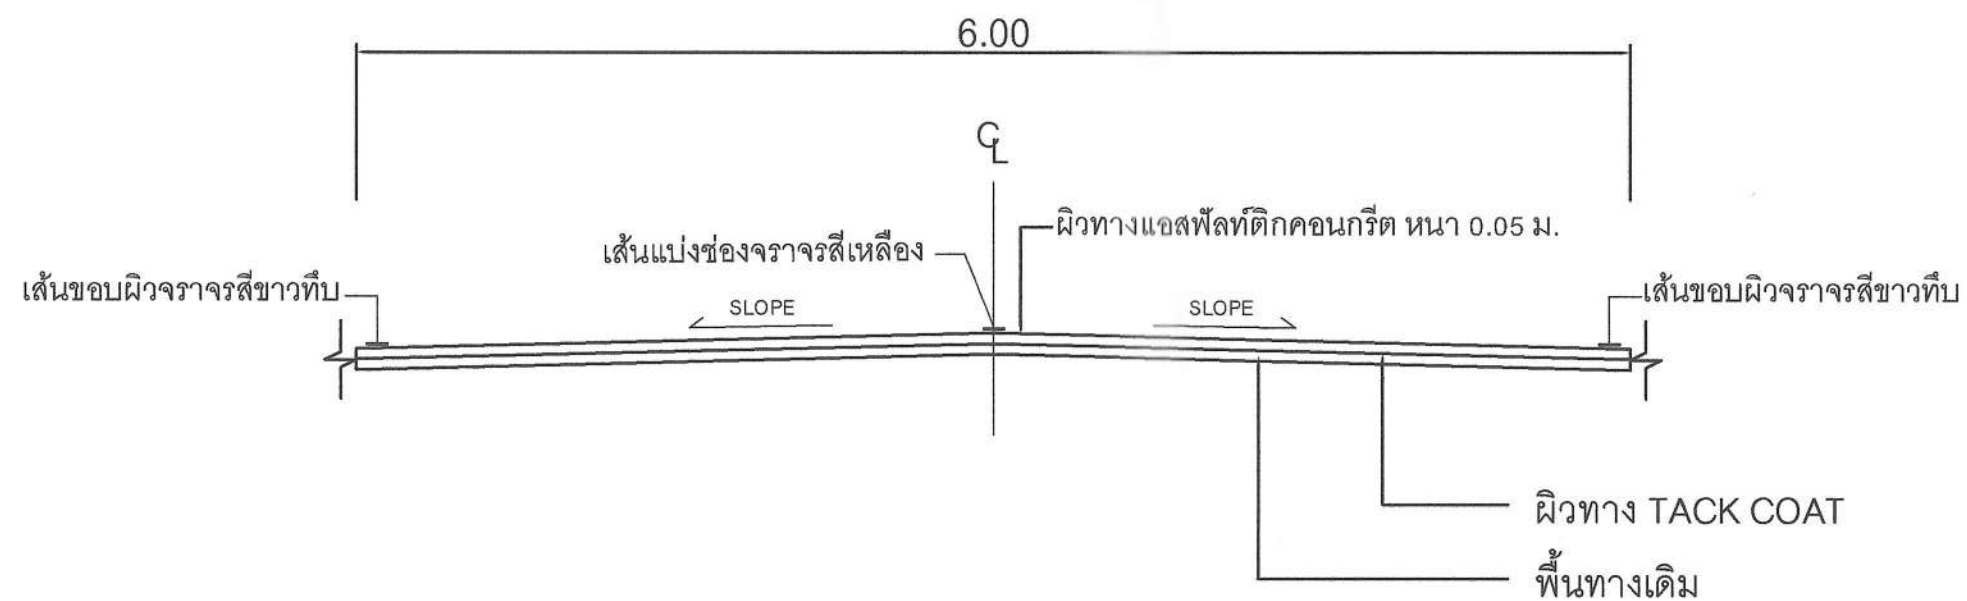 6.00
CL
ผิวทางแอสฟัลท์ติกคอนกรีต หนา 0.05 ม.
เส้นแบ่งช่องจราจรสีเหลือง
เส้นขอบผิวจราจรสีขาวทึบ
เส้นขอบผิวจราจรสีขาวทึบ
SLOPE
SLOPE
ผิวทาง TACK COAT
พื้นทางเดิม